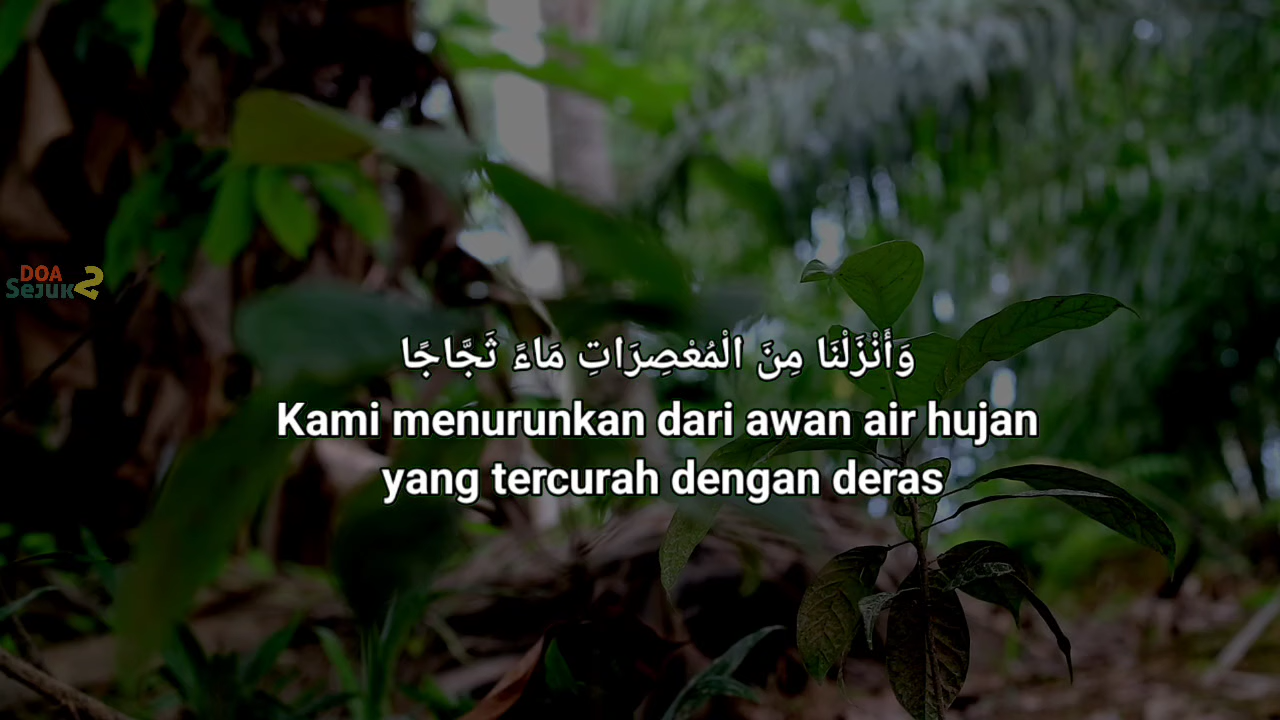 DOA
SEJUK2
وَأَنْزَلْنَا مِنَ الْمُعْصِرَاتِ مَاءً ثَجَّاجًا
Kami menurunkan dari awan air hujan
yang tercurah dengan deras